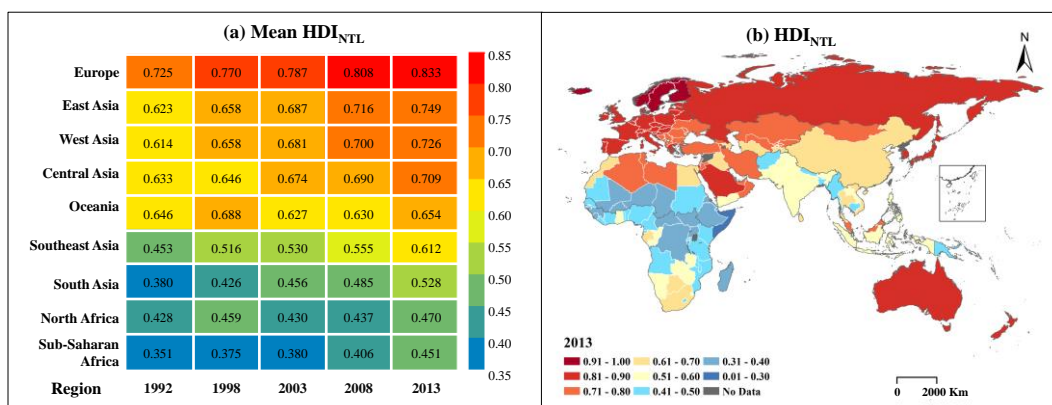 (a) Mean HDI_NTL
Europe 0.725 0.770 0.787 0.808 0.833
East Asia 0.623 0.658 0.687 0.716 0.749
West Asia 0.614 0.658 0.681 0.700 0.726
Central Asia 0.633 0.646 0.674 0.690 0.709
Oceania 0.646 0.688 0.627 0.630 0.654
Southeast Asia 0.453 0.516 0.530 0.555 0.612
South Asia 0.380 0.426 0.456 0.485 0.528
North Africa 0.428 0.459 0.430 0.437 0.470
Sub-Saharan
Africa 0.351 0.375 0.380 0.406 0.451
Region 1992 1998 2003 2008 2013
0.85
0.80
0.75
0.70
0.65
0.60
0.55
0.50
0.45
0.40
0.35
(b) HDI_NTL
N
2013
0.91 - 1.00 0.61 - 0.70 0.31 - 0.40
0.81 - 0.90 0.51 - 0.60 0.01 - 0.30
0.71 - 0.80 0.41 - 0.50 No Data
0 2000 Km